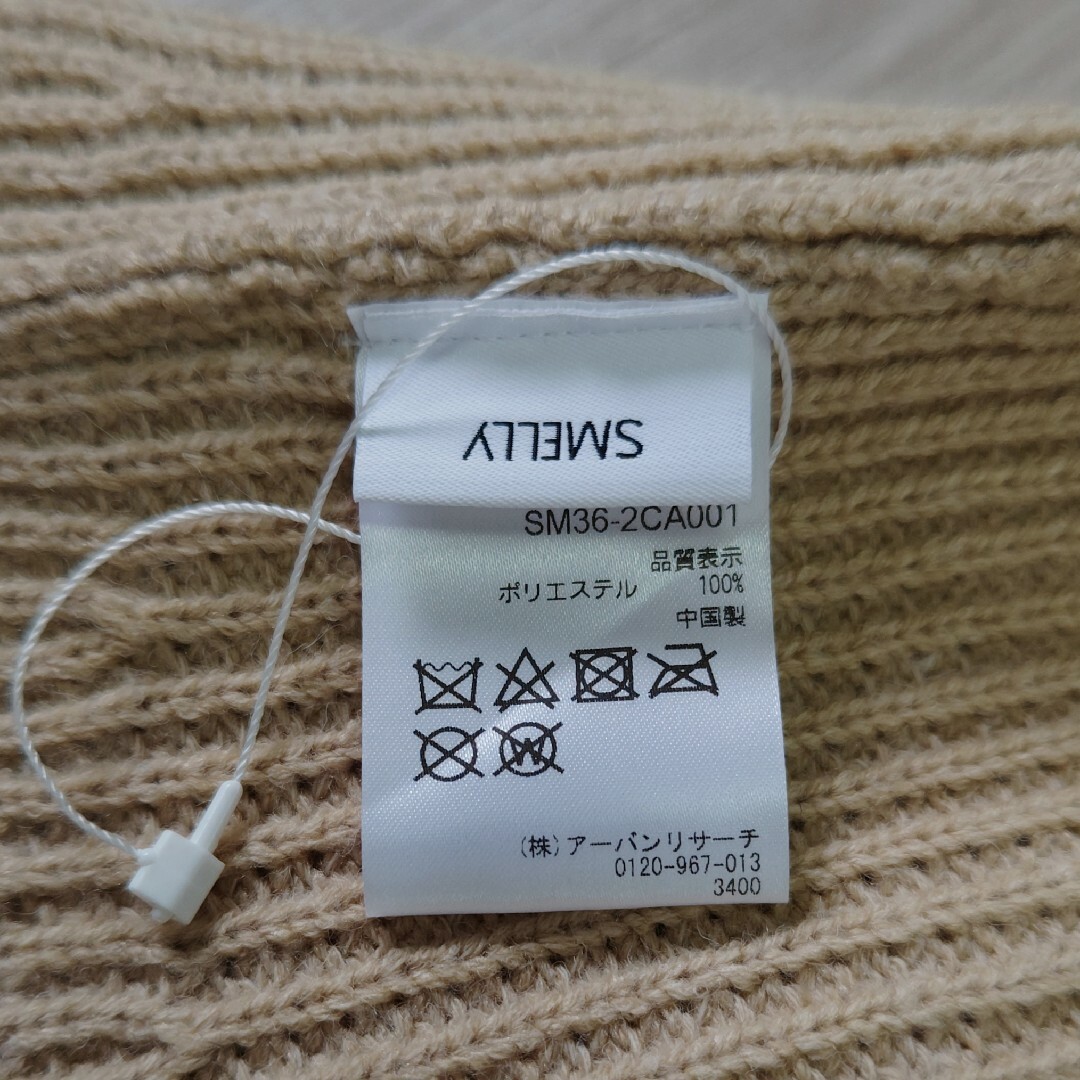 SMELLY
SM36-2CA001
品質表示
ポリエステル 100%
中国製
W
(株)アーバンリサーチ
0120-967-013
3400